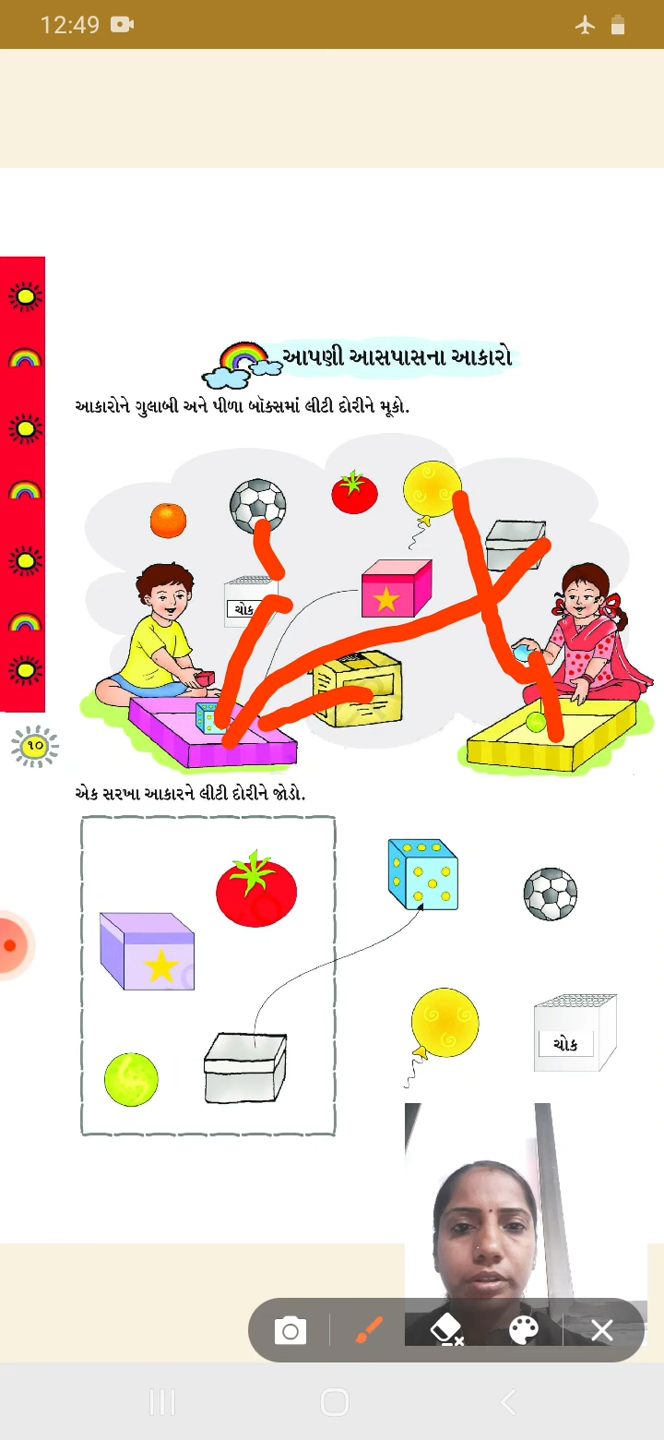 12:49
આપણી આસપાસના આકારો
આકારોને ગુલાબી અને પીળા બૉક્સમાં લીટી દોરીને મૂકો.
ચોક
૧૦
એક સરખા આકારને લીટી દોરીને જોડો.
ચોક